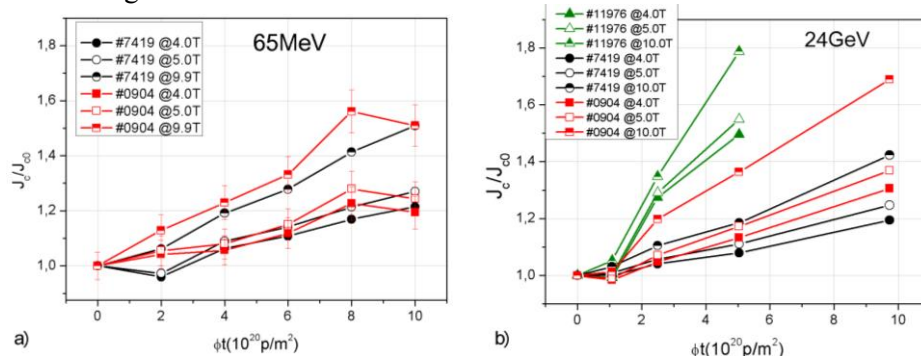 65MeV
#7419 @4.0T
#7419 @5.0T
#7419 @9.9T
#0904 @4.0T
#0904 @5.0T
#0904 @9.9T
1,8
1,6
1,4
1,2
1,0
Jc/Jc0
0 2 4 6 8 10
a) ϕt(10²⁰p/m²)
24GeV
#11976 @4.0T
#11976 @5.0T
#11976 @10.0T
#7419 @4.0T
#7419 @5.0T
#7419 @10.0T
#0904 @4.0T
#0904 @5.0T
#0904 @10.0T
1,8
1,6
1,4
1,2
1,0
Jc/Jc0
0 2 4 6 8 10
b) ϕt(10²⁰p/m²)